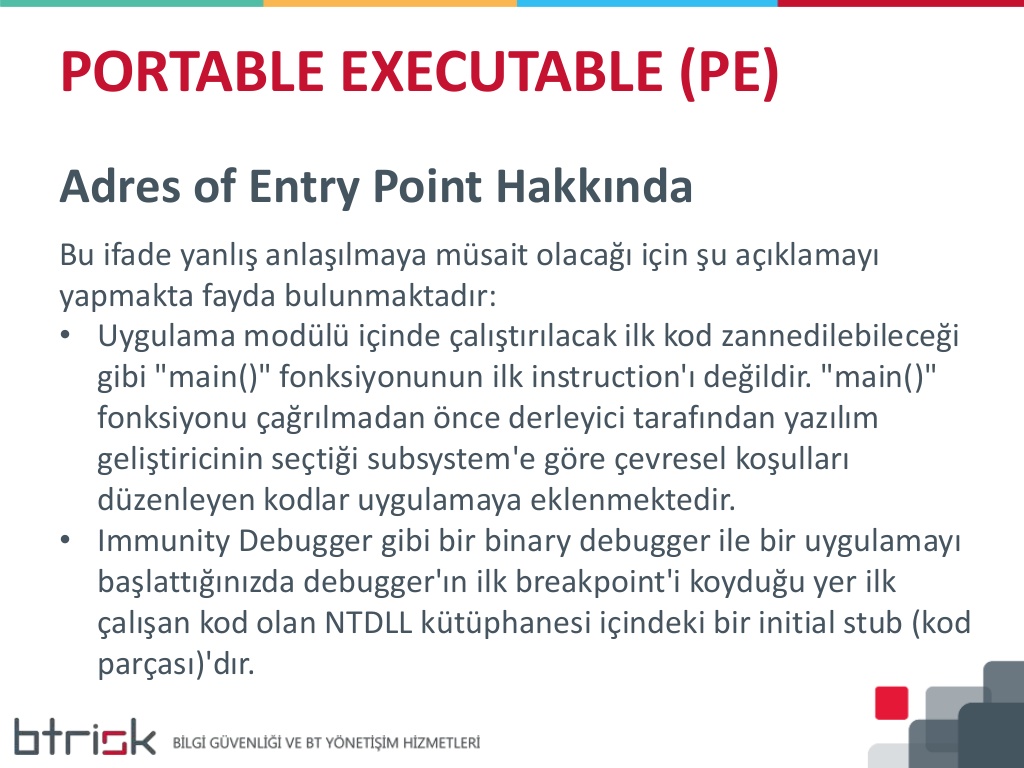 PORTABLE EXECUTABLE (PE)
Adres of Entry Point Hakkında
Bu ifade yanlış anlaşılmaya müsait olacağı için şu açıklamayı
yapmakta fayda bulunmaktadır:
• Uygulama modülü içinde çalıştırılacak ilk kod zannedilebileceği
gibi "main()" fonksiyonunun ilk instruction'ı değildir. "main()"
fonksiyonu çağrılmadan önce derleyici tarafından yazılım
geliştiricinin seçtiği subsystem'e göre çevresel koşulları
düzenleyen kodlar uygulamaya eklenmektedir.
• Immunity Debugger gibi bir binary debugger ile bir uygulamayı
başlattığınızda debugger'ın ilk breakpoint'i koyduğu yer ilk
çalışan kod olan NTDLL kütüphanesi içindeki bir initial stub (kod
parçası)'dır.
btrisk BİLGİ GÜVENLİĞİ VE BT YÖNETİŞİM HİZMETLERİ